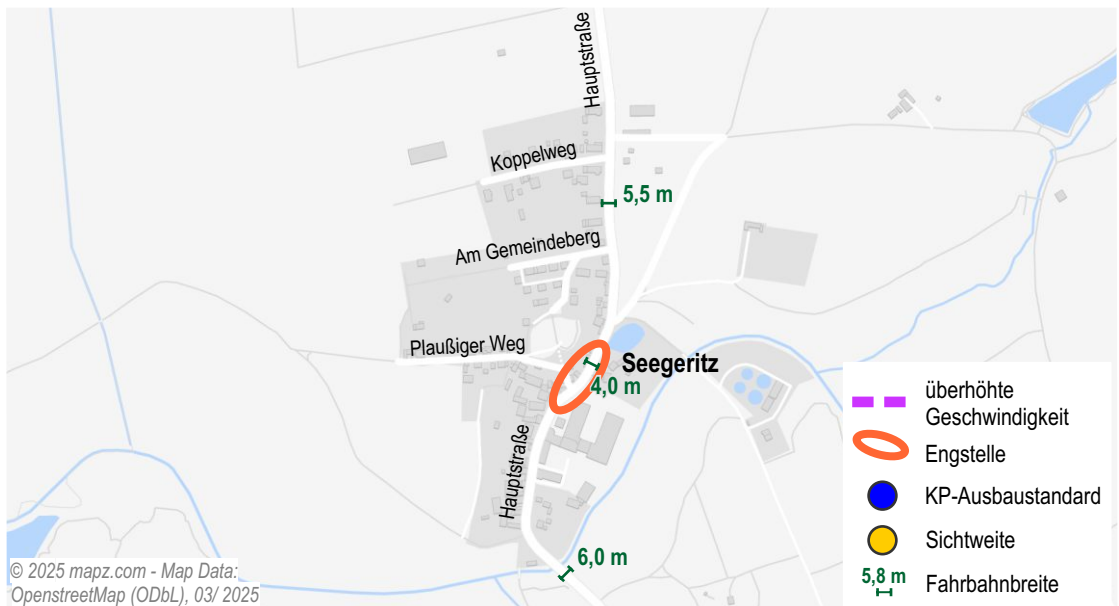 Hauptstraße
Koppelweg
5,5 m
Am Gemeindeberg
Plaußiger Weg
Seegeritz
4,0 m
Hauptstraße
6,0 m
überhöhte
Geschwindigkeit
Engstelle
KP-Ausbaustandard
Sichtweite
5,8 m
Fahrbahnbreite
© 2025 mapz.com - Map Data:
OpenstreetMap (ODbL), 03/ 2025